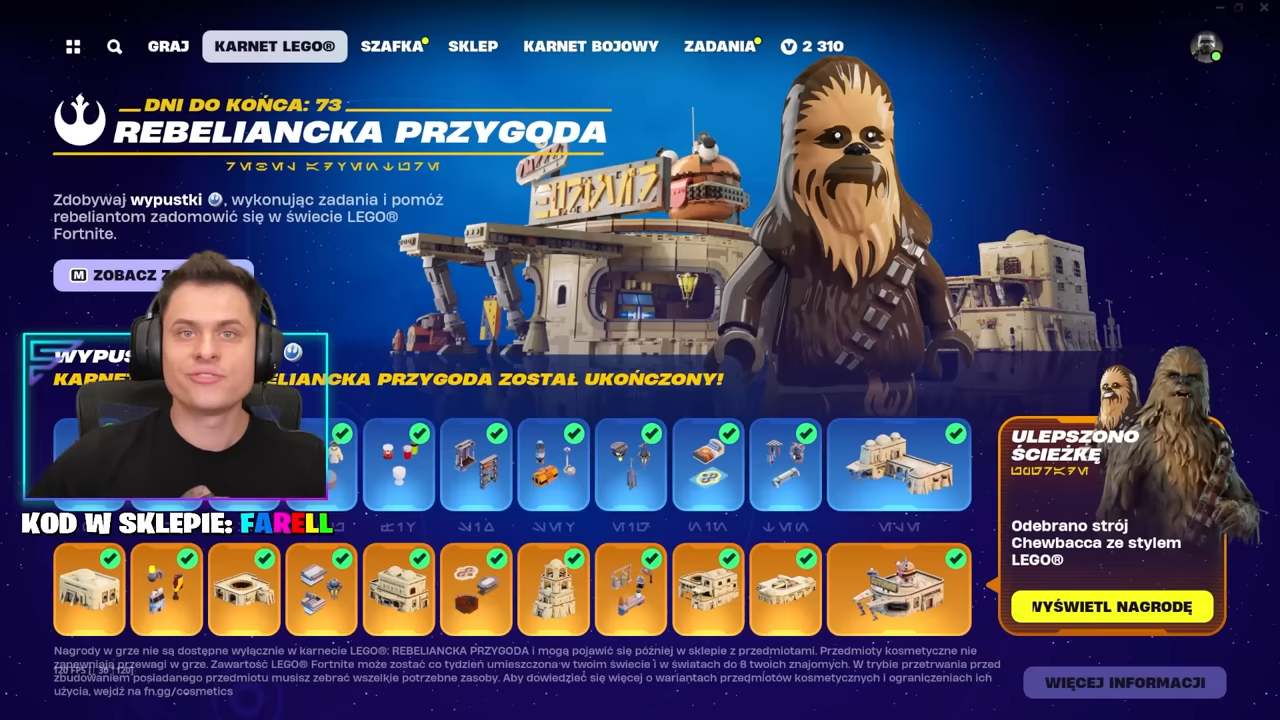 GRAJ
KARNET LEGO®
SZAFKA
SKLEP
KARNET BOJOWY
ZADANIA
V 2 310
DNI DO KOŃCA: 73
REBELIANCKA PRZYGODA
Zdobywaj wypustki , wykonując zadania i pomóż
rebeliantom zadomowić się w świecie LEGO®
Fortnite.
M ZOBACZ
KARNET ELIANCKA PRZYGODA ZOSTAŁ UKOŃCZONY!
KOD W SKLEPIE: FARELL
ULEPSZONO
ŚCIEŻKĘ
Odebrano strój
Chewbacca ze stylem
LEGO®
WYŚWIETL NAGRODĘ
Nagrody w grze nie są dostępne wyłącznie w karnecie LEGO®: REBELIANCKA PRZYGODA i mogą pojawić się później w sklepie z przedmiotami. Przedmioty kosmetyczne nie
zapewniają przewagi w grze. Zawartość LEGO® Fortnite może zostać co tydzień umieszczona w twoim świecie i w światach do 8 twoich znajomych. W trybie przetrwania przed
zbudowaniem posiadanego przedmiotu musisz zebrać wszelkie potrzebne zasoby. Aby dowiedzieć się więcej o wariantach przedmiotów kosmetycznych i ograniczeniach ich
użycia, wejdź na fn.gg/cosmetics
WIĘCEJ INFORMACJI